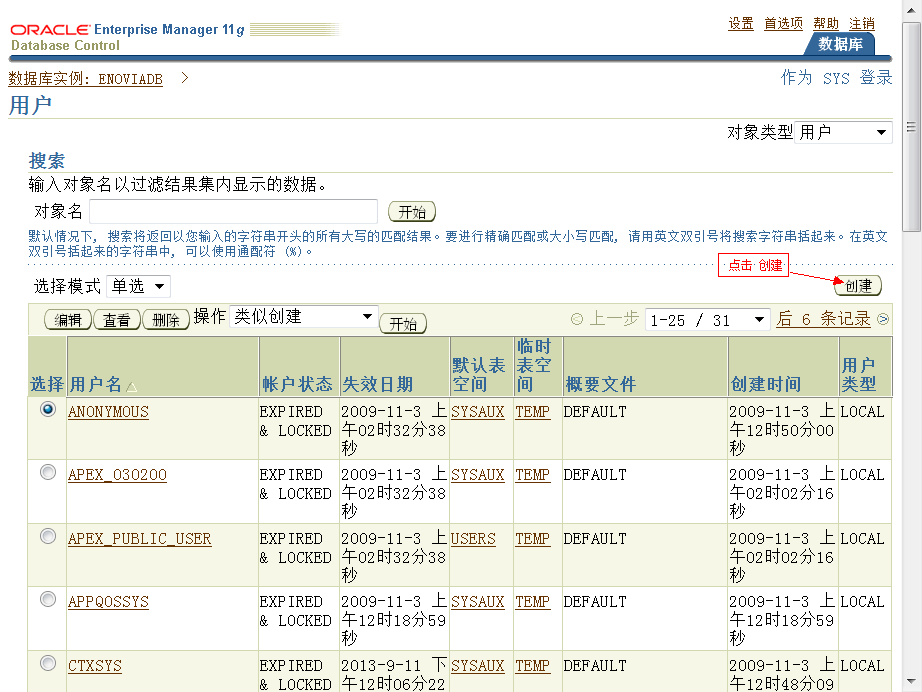 ORACLE Enterprise Manager 11g
Database Control
设置 首选项 帮助 注销
数据库
数据库实例: ENOVIADB >
作为 SYS 登录
用户
对象类型 用户
搜索
输入对象名以过滤结果集内显示的数据。
对象名 开始
默认情况下, 搜索将返回以您输入的字符串开头的所有大写的匹配结果。要进行精确匹配或大小写匹配, 请用英文双引号将搜索字符串括起来。在英文
双引号括起来的字符串中, 可以使用通配符 (%)。
点击 创建
选择模式 单选 创建
编辑 查看 删除 操作 类似创建 开始 上一步 1-25 / 31 后 6 条记录
选择 用户名 帐户状态 失效日期 默认表空间 临时表空间 概要文件 创建时间 用户类型
ANONYMOUS EXPIRED 2009-11-3 上 SYSAUX TEMP DEFAULT 2009-11-3 上 LOCAL
& LOCKED 午02时32分38 午12时50分00
秒 秒
APEX_030200 EXPIRED 2009-11-3 上 SYSAUX TEMP DEFAULT 2009-11-3 上 LOCAL
& LOCKED 午02时32分38 午02时02分16
秒 秒
APEX_PUBLIC_USER EXPIRED 2009-11-3 上 USERS TEMP DEFAULT 2009-11-3 上 LOCAL
& LOCKED 午02时32分38 午02时02分16
秒 秒
APPQOSSYS EXPIRED 2009-11-3 上 SYSAUX TEMP DEFAULT 2009-11-3 上 LOCAL
& LOCKED 午12时18分59 午12时18分59
秒 秒
CTXSYS EXPIRED 2013-9-11 下 SYSAUX TEMP DEFAULT 2009-11-3 上 LOCAL
& LOCKED 午12时06分22 午12时48分09